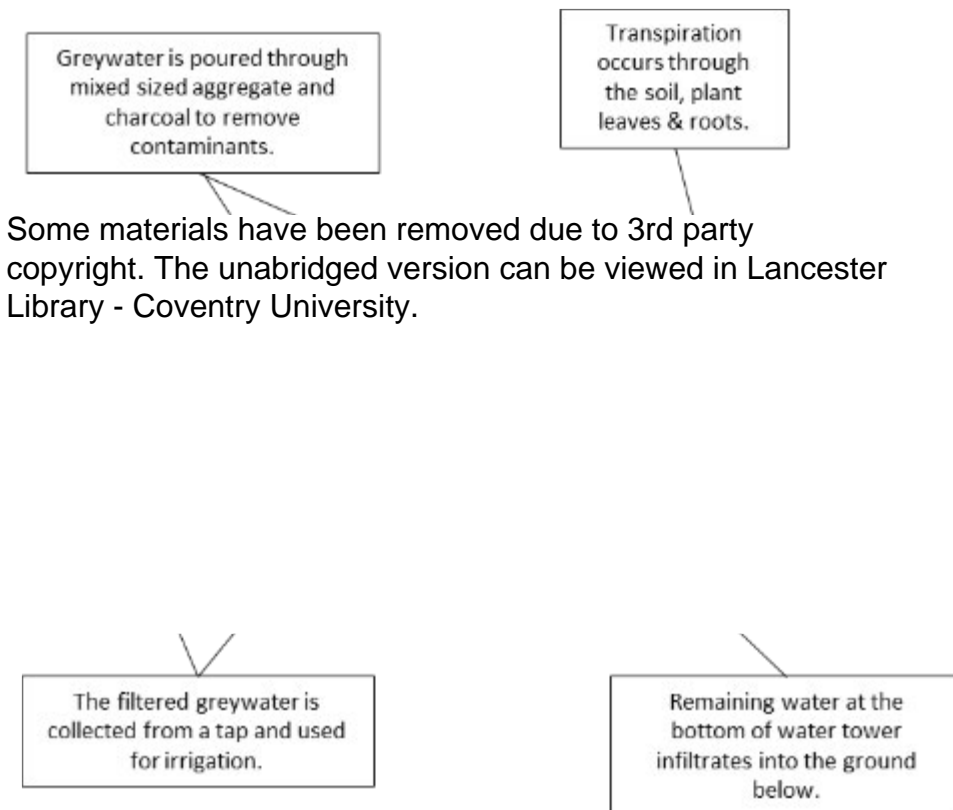 Greywater is poured through
mixed sized aggregate and
charcoal to remove
contaminants.
Transpiration
occurs through
the soil, plant
leaves & roots.
Some materials have been removed due to 3rd party
copyright. The unabridged version can be viewed in Lancester
Library - Coventry University.
The filtered greywater is
collected from a tap and used
for irrigation.
Remaining water at the
bottom of water tower
infiltrates into the ground
below.